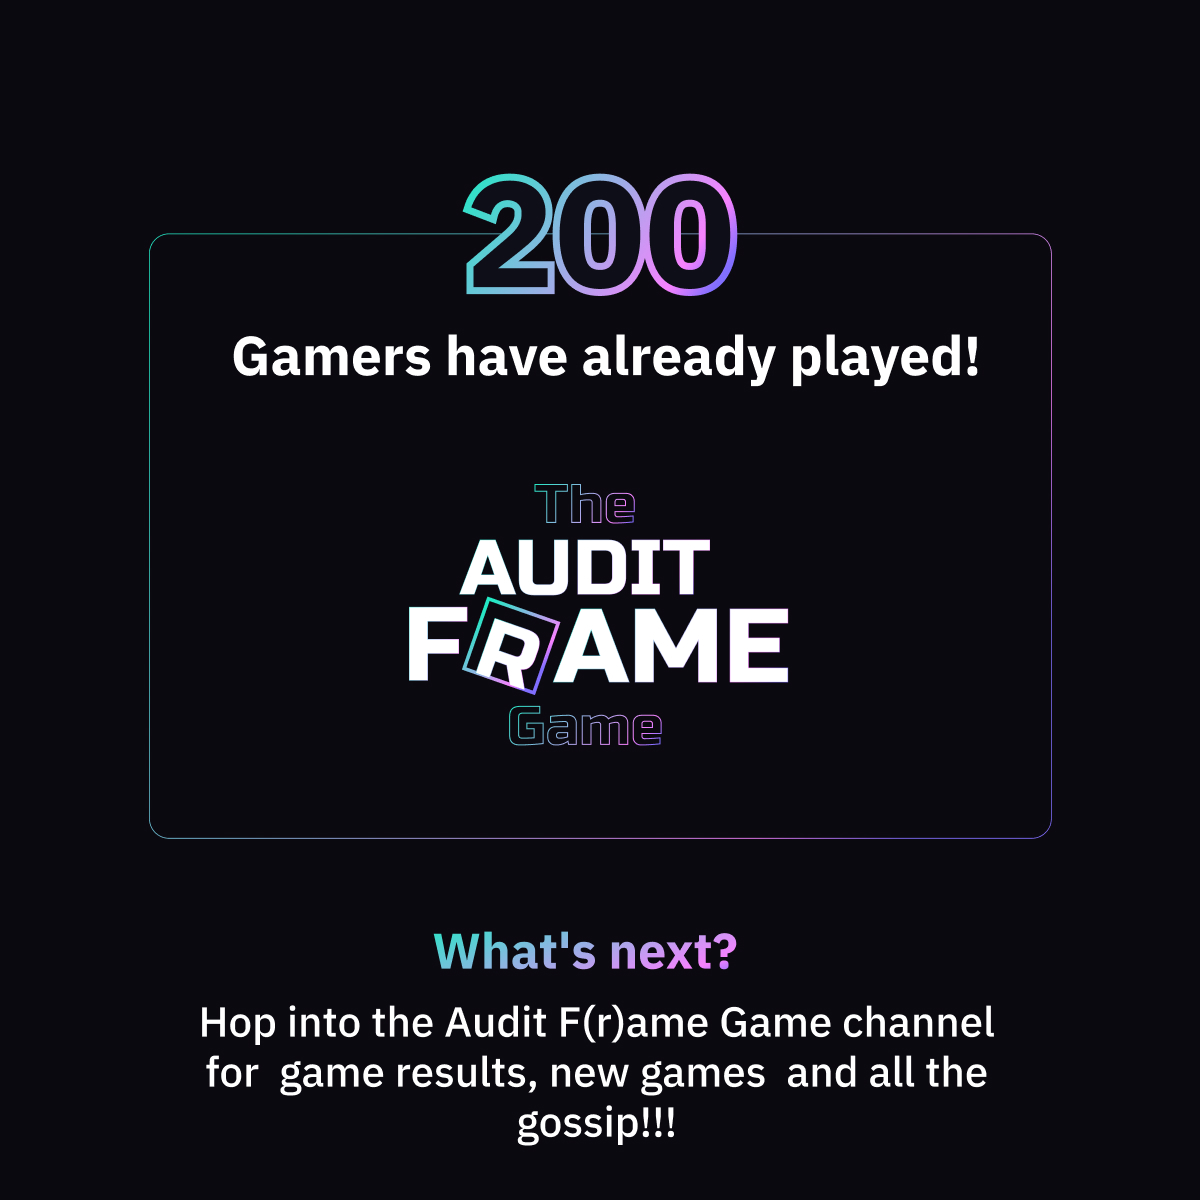 200
Gamers have already played!
The
AUDIT
FRAME
Game
What's next?
Hop into the Audit F(r)ame Game channel
for  game results, new games  and all the
gossip!!!